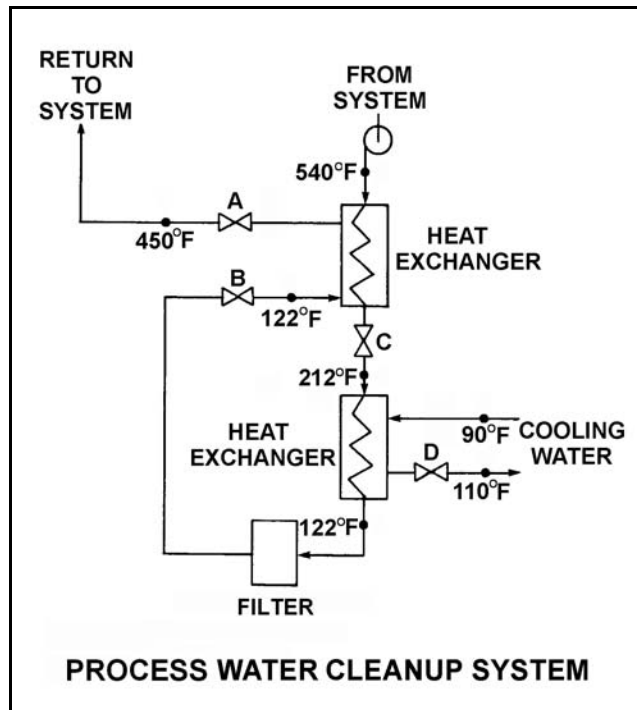 RETURN
TO
SYSTEM
FROM
SYSTEM
540°F
A
450°F
HEAT
EXCHANGER
B
122°F
C
212°F
HEAT
EXCHANGER
90°F
COOLING
WATER
D
110°F
122°F
FILTER
PROCESS WATER CLEANUP SYSTEM